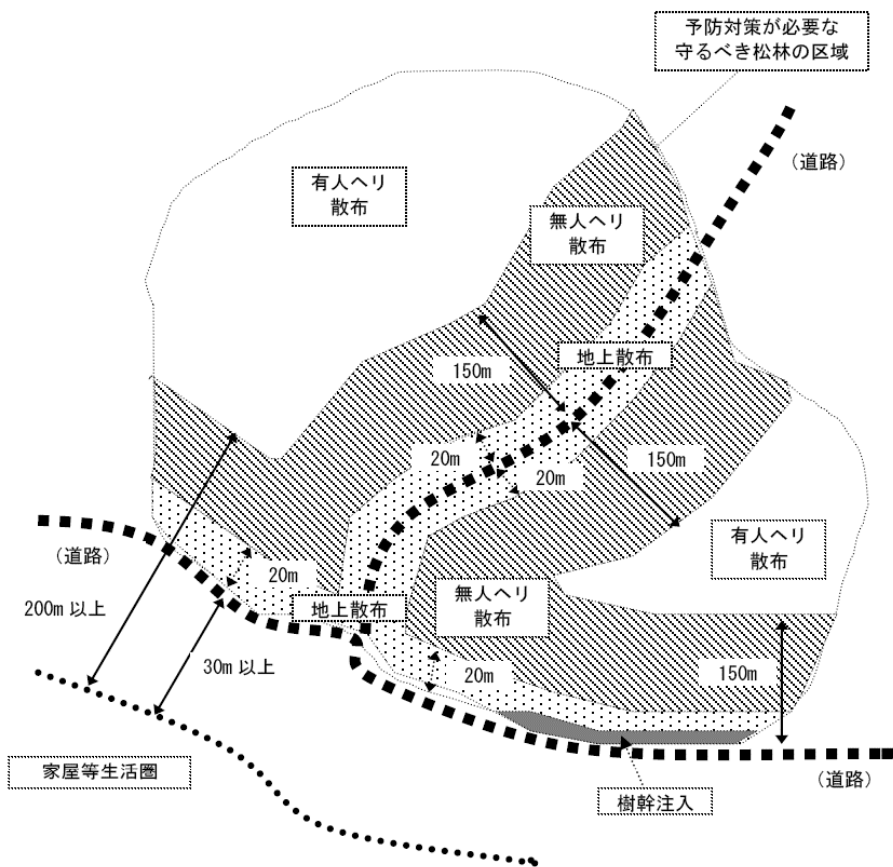 予防対策が必要な
守るべき松林の区域
(道路)
有人ヘリ
散布
無人ヘリ
散布
地上散布
150m
20m
20m
150m
有人ヘリ
散布
(道路)
20m
無人ヘリ
散布
地上散布
200m 以上
30m 以上
20m
150m
家屋等生活圏
(道路)
樹幹注入